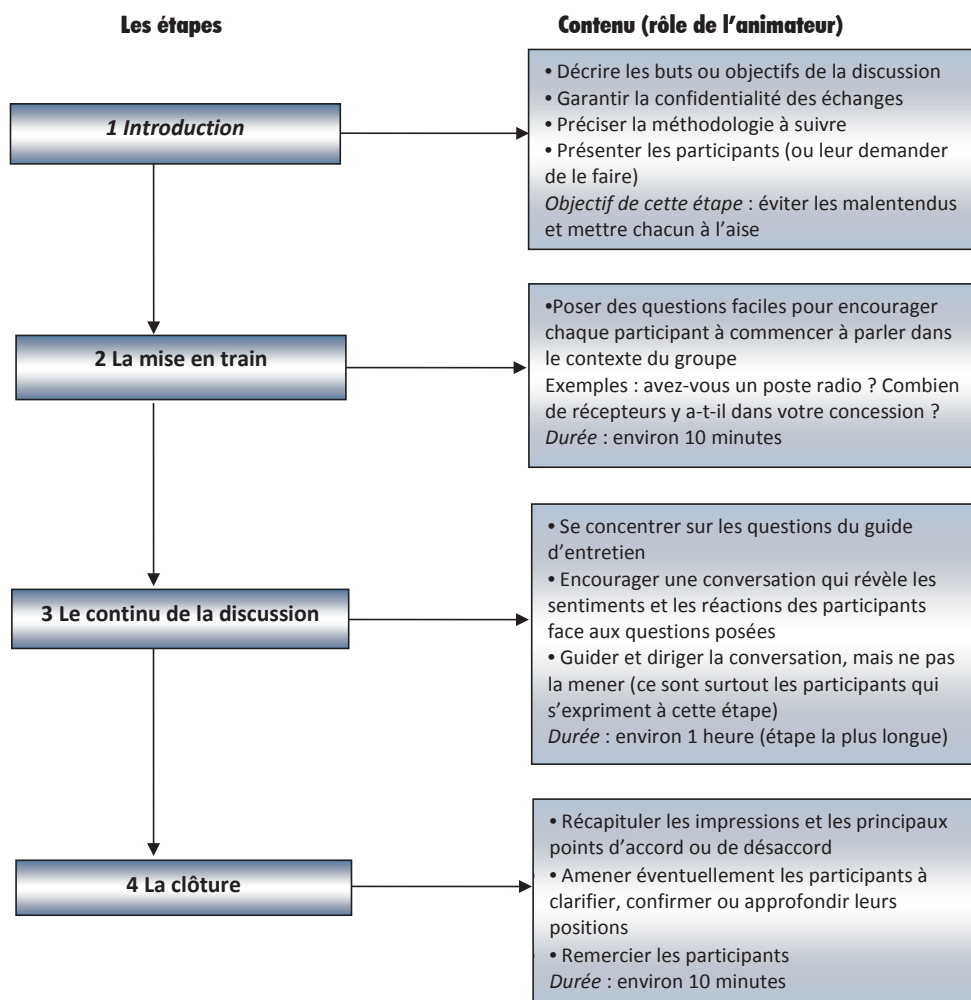 Les étapes
Contenu (rôle de l'animateur)
1 Introduction
• Décrire les buts ou objectifs de la discussion
• Garantir la confidentialité des échanges
• Préciser la méthodologie à suivre
• Présenter les participants (ou leur demander
de le faire)
Objectif de cette étape : éviter les malentendus
et mettre chacun à l'aise
2 La mise en train
•Poser des questions faciles pour encourager
chaque participant à commencer à parler dans
le contexte du groupe
Exemples : avez-vous un poste radio ? Combien
de récepteurs y a-t-il dans votre concession ?
Durée : environ 10 minutes
3 Le continu de la discussion
• Se concentrer sur les questions du guide
d'entretien
• Encourager une conversation qui révèle les
sentiments et les réactions des participants
face aux questions posées
• Guider et diriger la conversation, mais ne pas
la mener (ce sont surtout les participants qui
s'expriment à cette étape)
Durée : environ 1 heure (étape la plus longue)
4 La clôture
• Récapituler les impressions et les principaux
points d'accord ou de désaccord
• Amener éventuellement les participants à
clarifier, confirmer ou approfondir leurs
positions
• Remercier les participants
Durée : environ 10 minutes